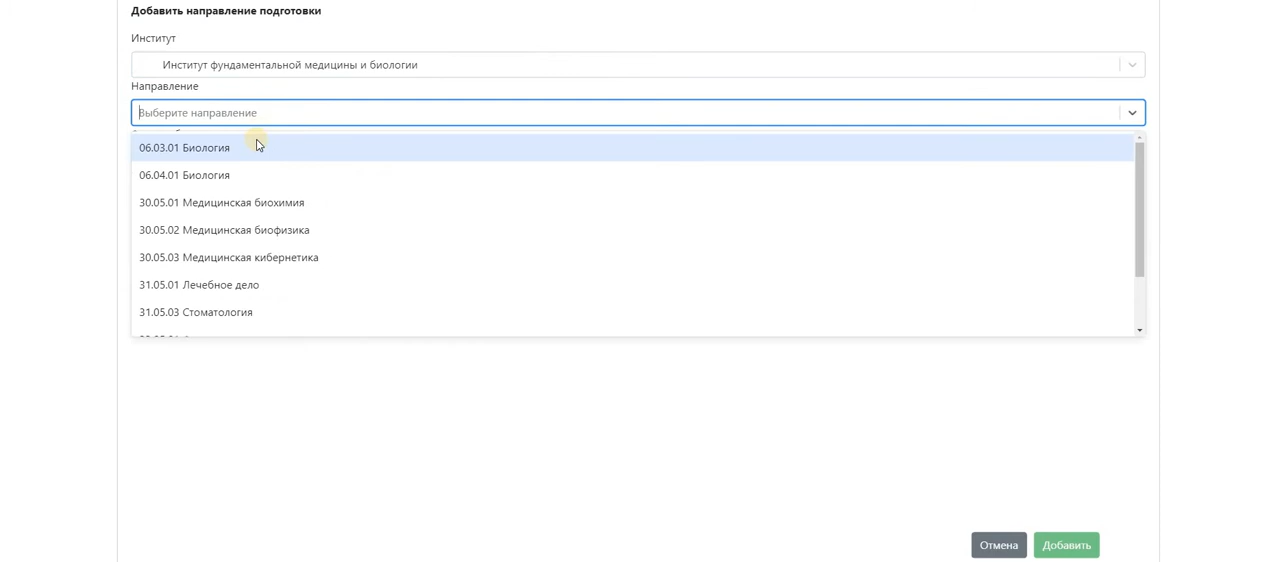 Добавить направление подготовки
Институт
Институт фундаментальной медицины и биологии
Направление
Выберите направление
06.03.01 Биология
06.04.01 Биология
30.05.01 Медицинская биохимия
30.05.02 Медицинская биофизика
30.05.03 Медицинская кибернетика
31.05.01 Лечебное дело
31.05.03 Стоматология
Отмена
Добавить